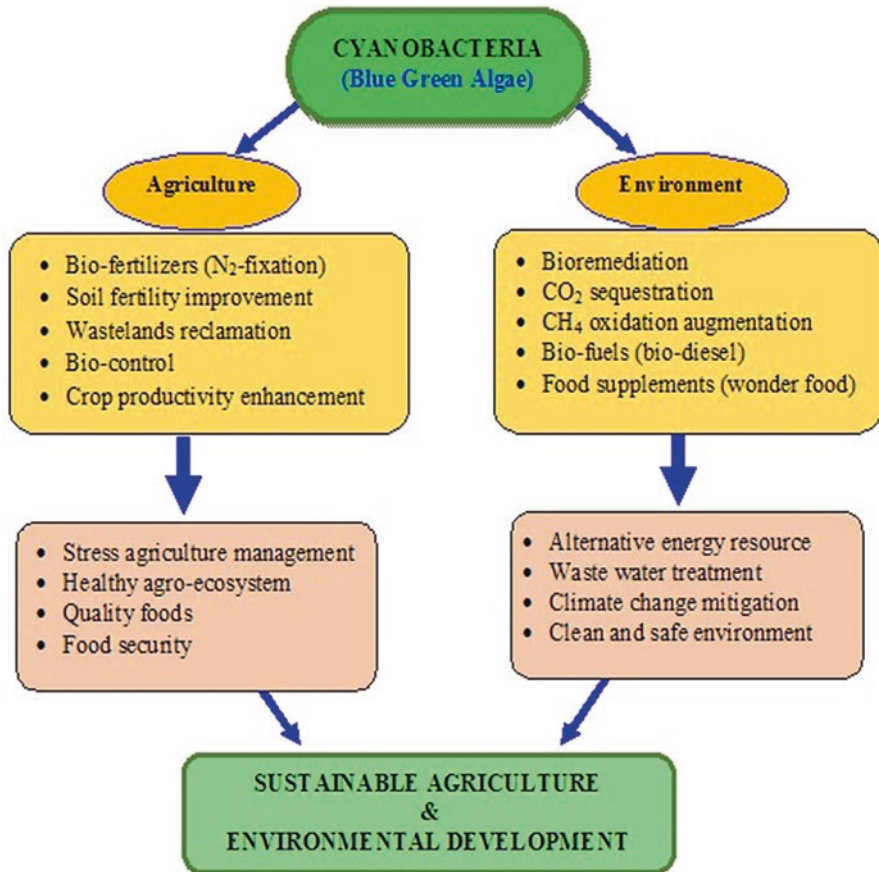 CYANOBACTERIA
(Blue Green Algae)
Agriculture
Environment
• Bio-fertilizers (N₂-fixation)
• Soil fertility improvement
• Wastelands reclamation
• Bio-control
• Crop productivity enhancement
• Bioremediation
• CO₂ sequestration
• CH₄ oxidation augmentation
• Bio-fuels (bio-diesel)
• Food supplements (wonder food)
• Stress agriculture management
• Healthy agro-ecosystem
• Quality foods
• Food security
• Alternative energy resource
• Waste water treatment
• Climate change mitigation
• Clean and safe environment
SUSTAINABLE AGRICULTURE
&
ENVIRONMENTAL DEVELOPMENT